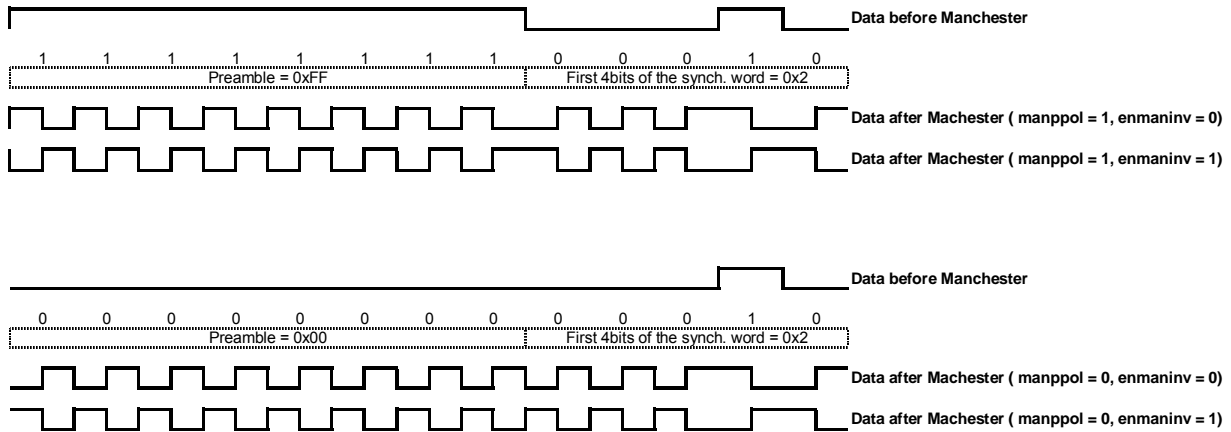 Data before Manchester
1 1 1 1 1 1 1 1 0 0 0 1 0
Preamble = 0xFF First 4bits of the synch. word = 0x2
Data after Machester ( manppol = 1, enmaninv = 0)
Data after Machester ( manppol = 1, enmaninv = 1)
Data before Manchester
0 0 0 0 0 0 0 0 0 0 0 1 0
Preamble = 0x00 First 4bits of the synch. word = 0x2
Data after Machester ( manppol = 0, enmaninv = 0)
Data after Machester ( manppol = 0, enmaninv = 1)